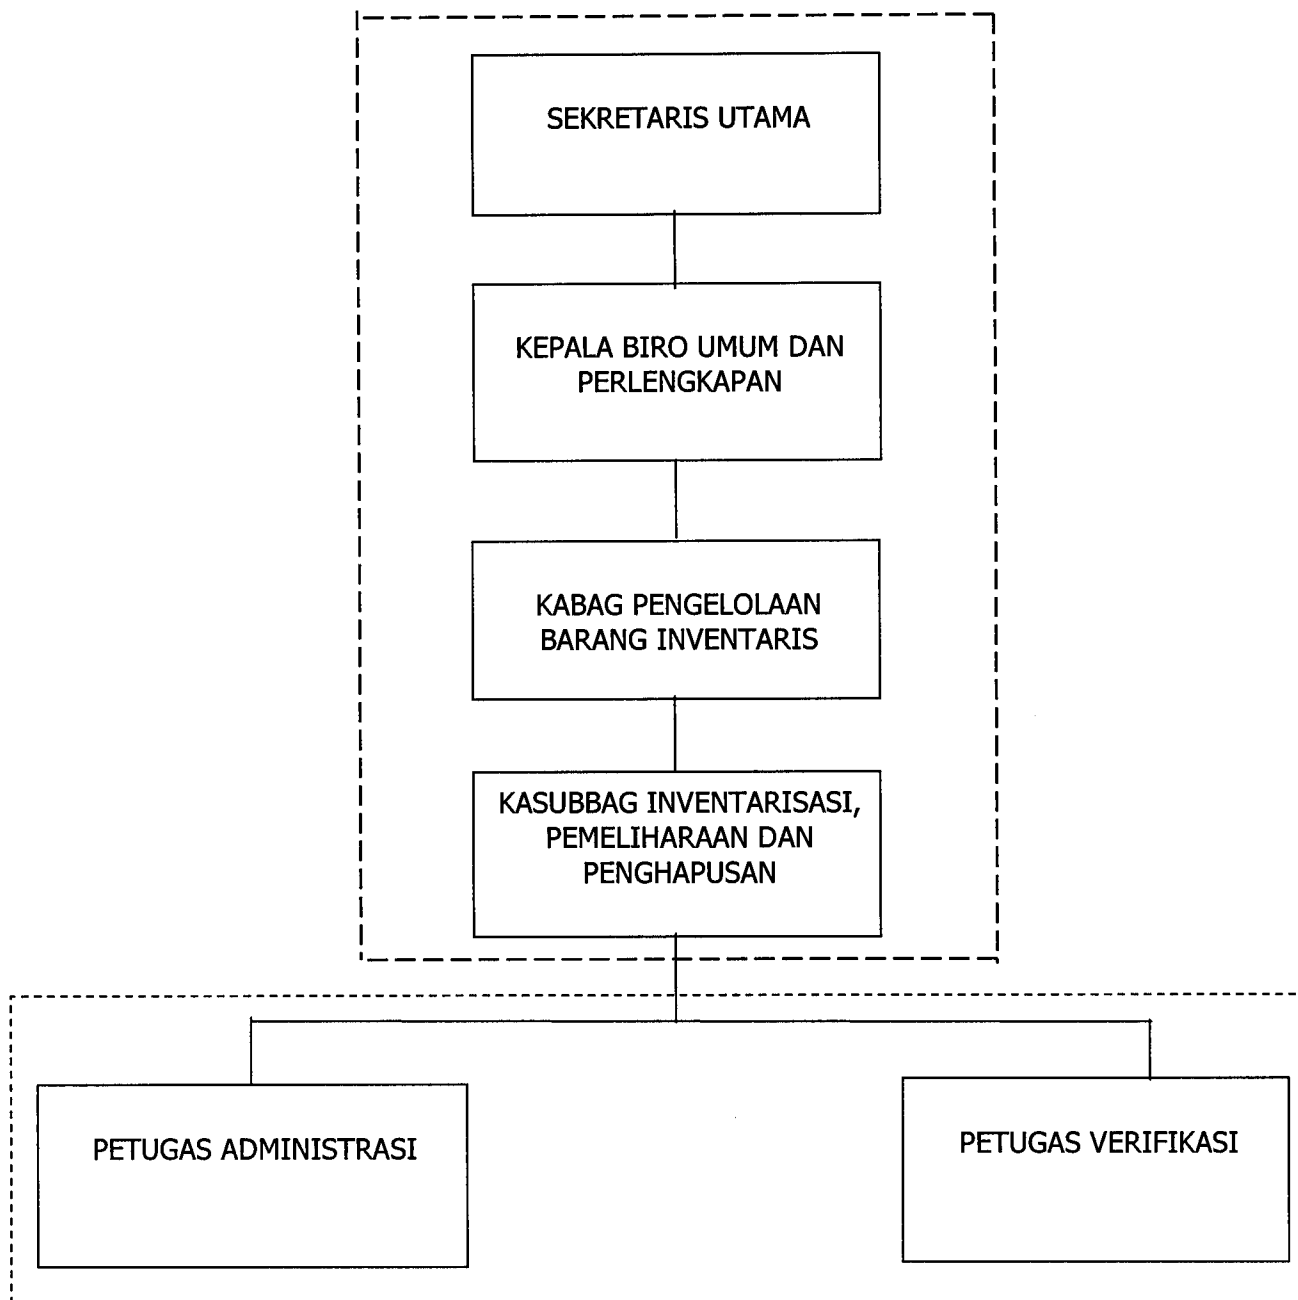 SEKRETARIS UTAMA
KEPALA BIRO UMUM DAN
PERLENGKAPAN
KABAG PENGELOLAAN
BARANG INVENTARIS
KASUBBAG INVENTARISASI,
PEMELIHARAAN DAN
PENGHAPUSAN
PETUGAS ADMINISTRASI
PETUGAS VERIFIKASI